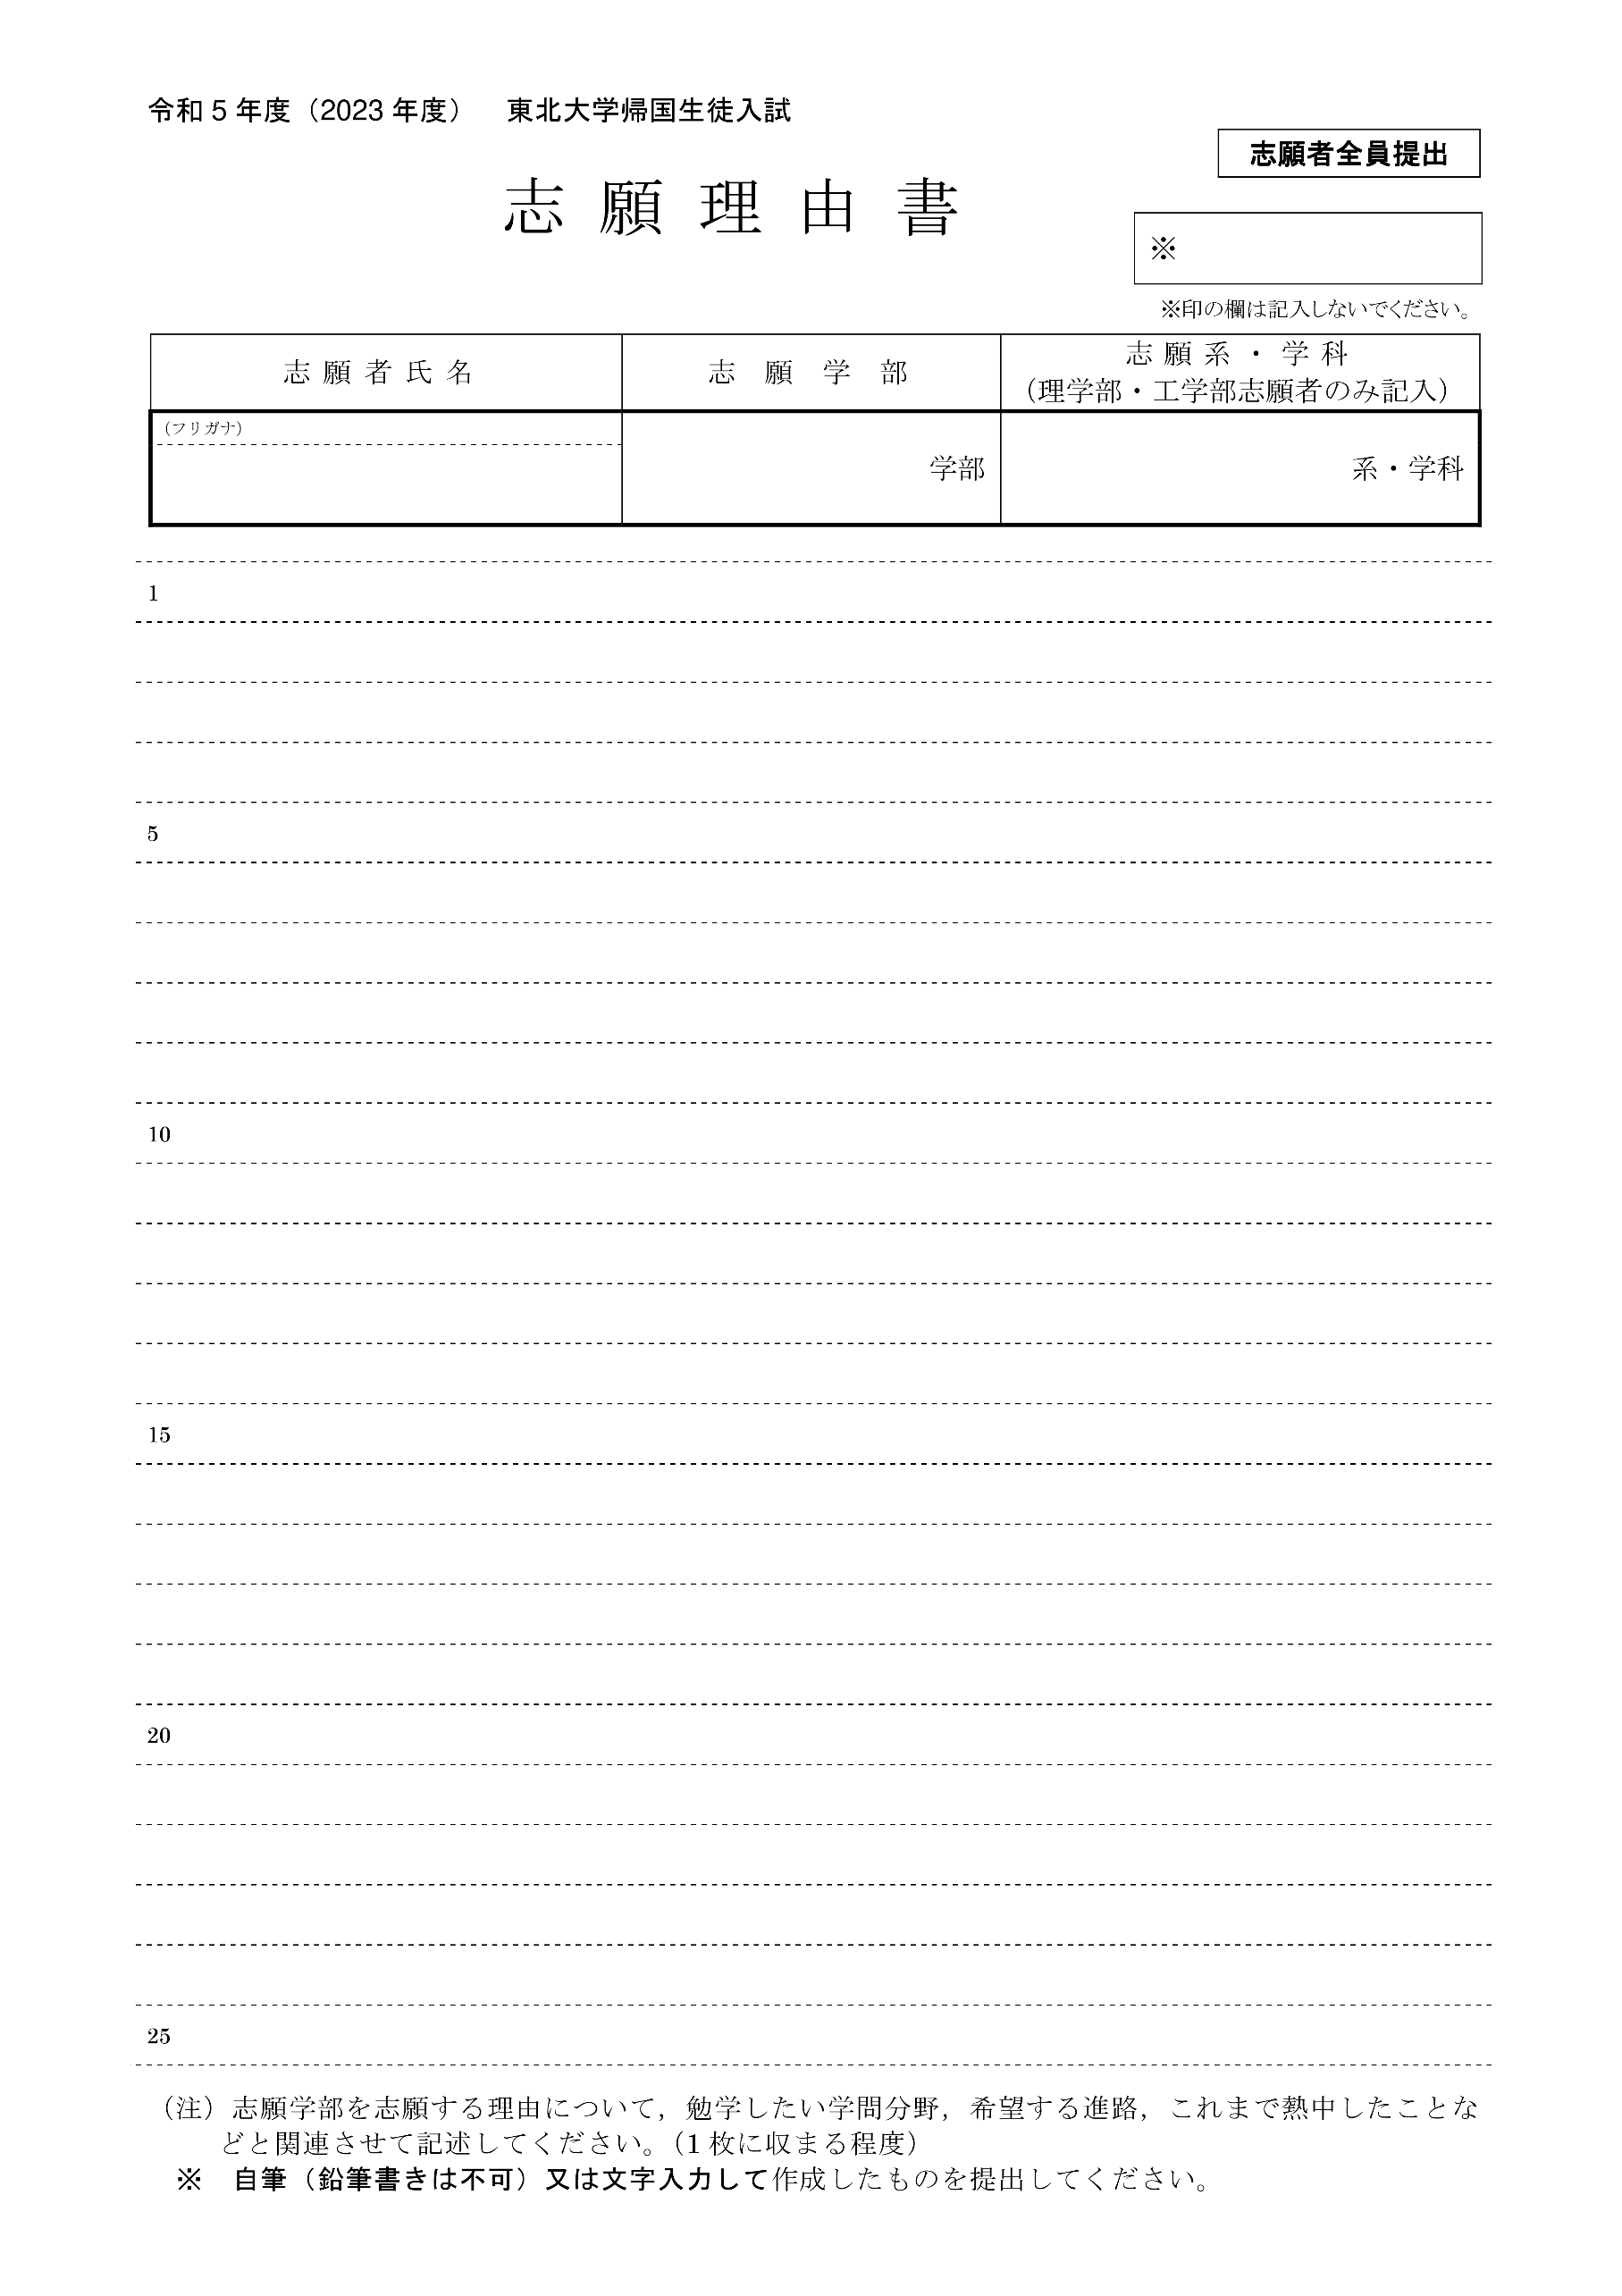 令和5年度（2023年度）　東北大学帰国生徒入試
志願者全員提出
志願理由書
※
※印の欄は記入しないでください。
志願者氏名
志願学部
志願系・学科
（理学部・工学部志願者のみ記入）
（フリガナ）
学部
系・学科
1
5
10
15
20
25
（注）志願学部を志願する理由について，勉学したい学問分野，希望する進路，これまで熱中したことな
どと関連させて記述してください。（1枚に収まる程度）
※　自筆（鉛筆書きは不可）又は文字入力して作成したものを提出してください。